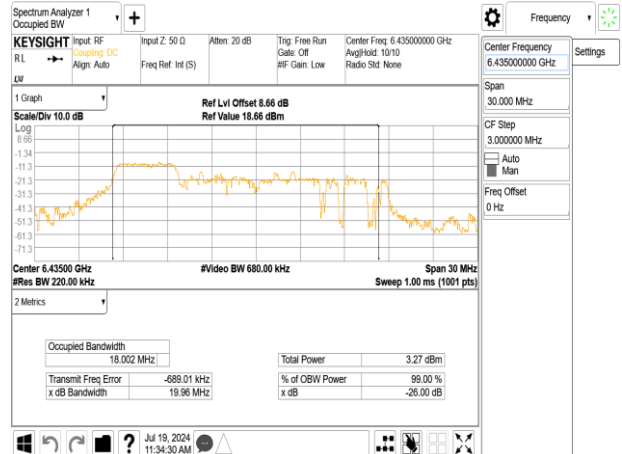 Spectrum Analyzer 1
Occupied BW
KEYSIGHT
Input: RF
Coupling: DC
Align: Auto
Input Z: 50 Ω
Freq Ref: Int (S)
Atten: 20 dB
Trig: Free Run
Gate: Off
#IF Gain: Low
Center Freq: 6.435000000 GHz
Avg|Hold: 10/10
Radio Std: None
RL
LXI
1 Graph
Scale/Div 10.0 dB
Ref Lvl Offset 8.66 dB
Ref Value 18.66 dBm
Log
8.66
-1.34
-11.3
-21.3
-31.3
-41.3
-51.3
-61.3
-71.3
Center 6.43500 GHz
#Video BW 680.00 kHz
Span 30 MHz
#Res BW 220.00 kHz
Sweep 1.00 ms (1001 pts)
2 Metrics
Occupied Bandwidth
18.002 MHz
Total Power 3.27 dBm
Transmit Freq Error -689.01 kHz
% of OBW Power 99.00 %
x dB Bandwidth 19.96 MHz
x dB -26.00 dB
Jul 19, 2024
11:34:30 AM
Frequency
Settings
Center Frequency
6.435000000 GHz
Span
30.000 MHz
CF Step
3.000000 MHz
Auto
Man
Freq Offset
0 Hz